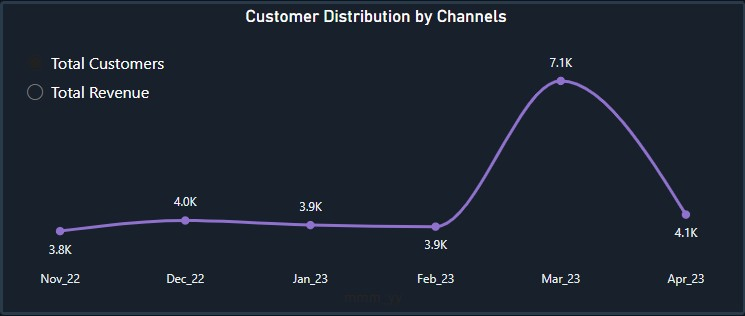 Customer Distribution by Channels
Total Customers
Total Revenue
7.1K
4.0K
3.9K
3.8K
3.9K
4.1K
Nov_22
Dec_22
Jan_23
Feb_23
Mar_23
Apr_23